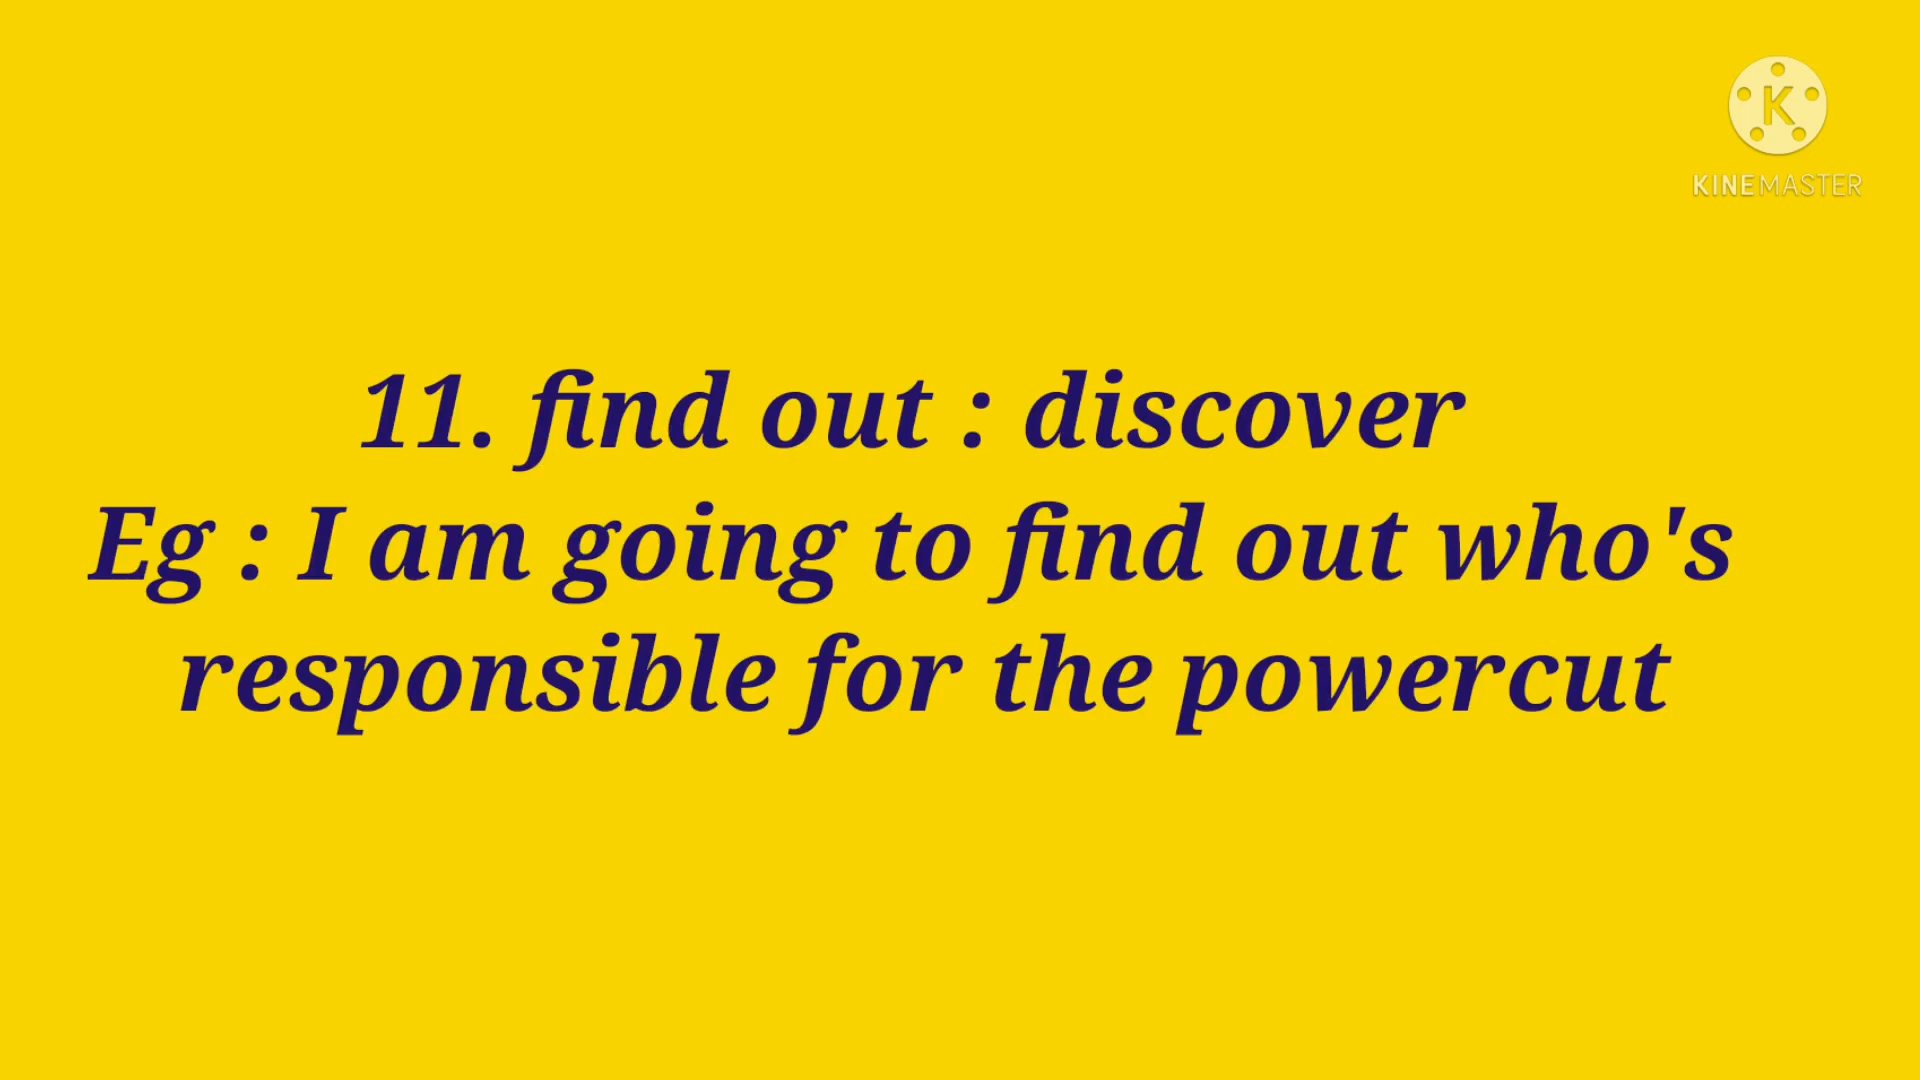 K
KINEMASTER
11. find out : discover
Eg : I am going to find out who's
responsible for the powercut